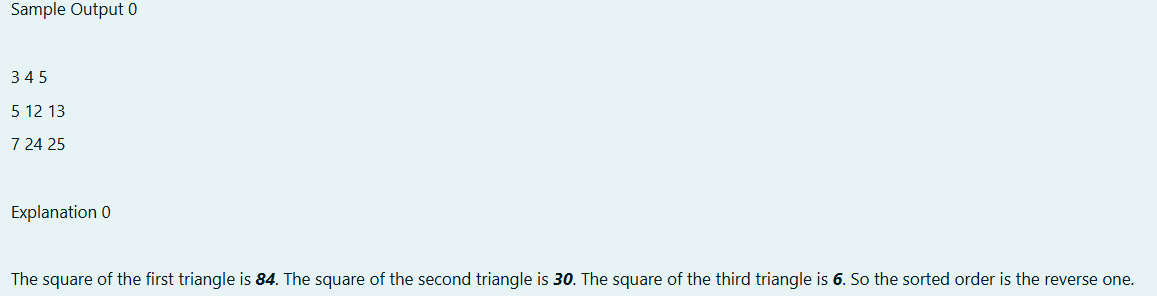 Sample Output 0
3 4 5
5 12 13
7 24 25
Explanation 0
The square of the first triangle is 84. The square of the second triangle is 30. The square of the third triangle is 6. So the sorted order is the reverse one.